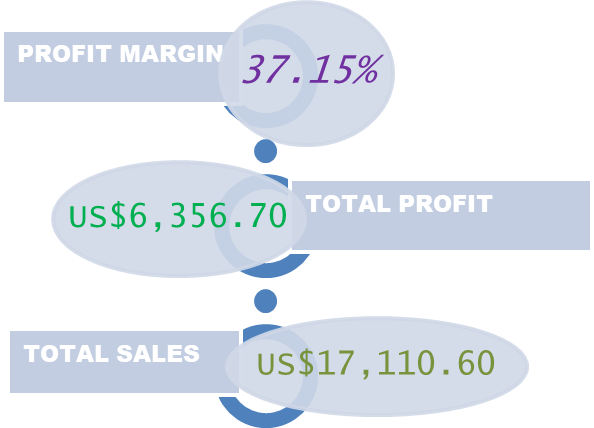 PROFIT MARGIN
37.15%
US$6,356.70
TOTAL PROFIT
TOTAL SALES
US$17,110.60